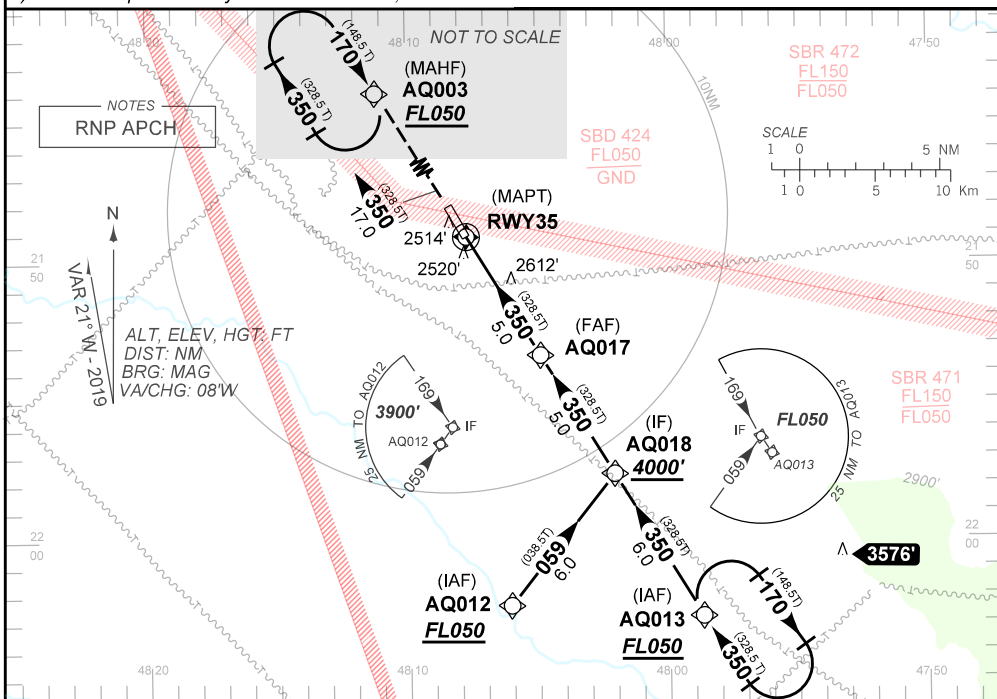 48 20
48 10
48 00
47 50
NOT TO SCALE
170
(148.5 T)
350
(328.5 T)
(MAHF)
AQ003
FL050
NOTES
RNP APCH
10NM
SBR 472
FL150
FL050
SBD 424
FL050
GND
SCALE
1 0 5 NM
1 0 5 10 Km
350
(328.5T)
17.0
(MAPT)
RWY35
2514'
2520'
2612'
N
VAR 21° W - 2019
21
50
21
50
ALT, ELEV, HGT: FT
DIST: NM
BRG: MAG
VA/CHG: 08'W
350
(328.5T)
5.0
(FAF)
AQ017
350
(328.5T)
5.0
25 NM TO AQ012
169
3900'
IF
AQ012
059
(IF)
AQ018
4000'
169
FL050
IF
AQ013
059
25 NM TO AQ013
SBR 471
FL150
FL050
2900'
22
00
22
00
3576'
(038.5T)
059
6.0
350
(328.5T)
6.0
(IAF)
AQ012
FL050
(IAF)
AQ013
FL050
170
(148.5T)
350
(328.5 T)
48 20
48 10
48 00
47 50